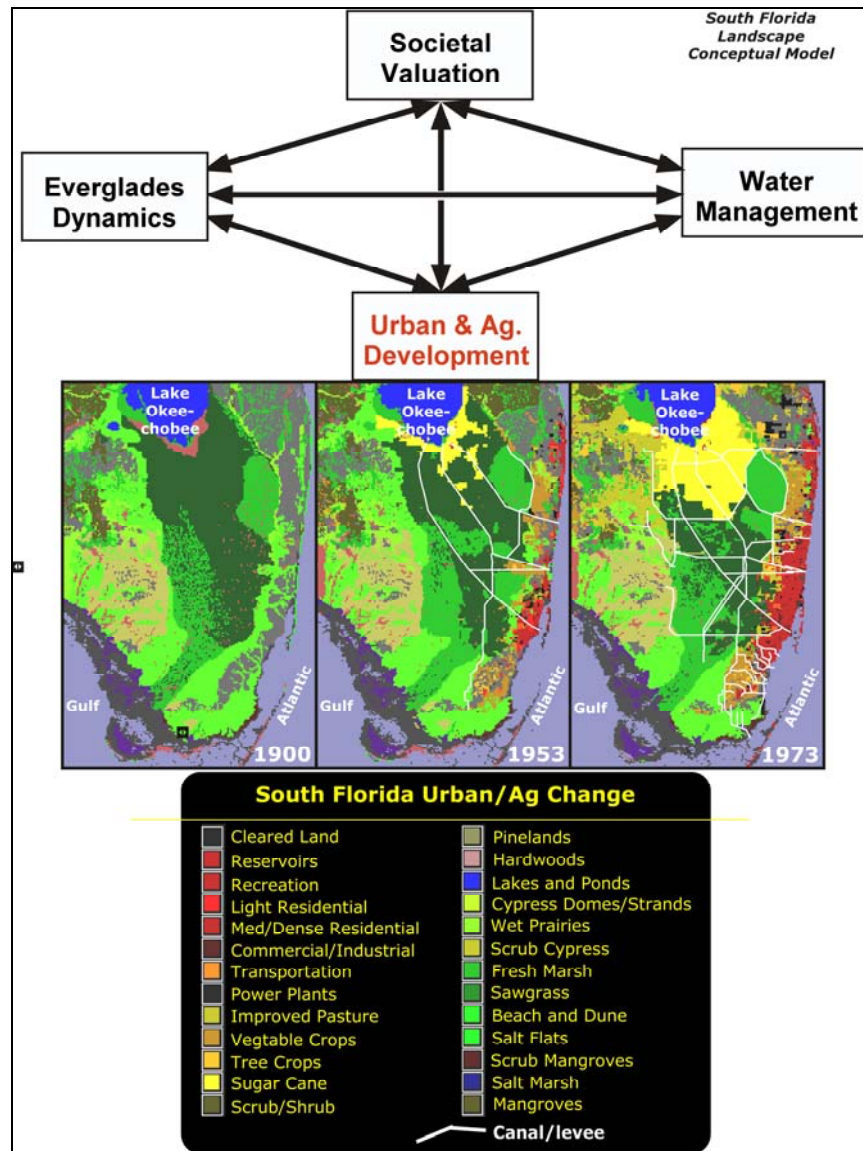 South Florida
Landscape
Conceptual Model
Societal
Valuation
Everglades
Dynamics
Water
Management
Urban & Ag.
Development
Lake
Okee-
chobee
Gulf
Atlantic
1900
Lake
Okee-
chobee
Atlantic
1953
Lake
Okee-
chobee
Gulf
Atlantic
1973
South Florida Urban/Ag Change
Cleared Land
Reservoirs
Recreation
Light Residential
Med/Dense Residential
Commercial/Industrial
Transportation
Power Plants
Improved Pasture
Vegtable Crops
Tree Crops
Sugar Cane
Scrub/Shrub
Pinelands
Hardwoods
Lakes and Ponds
Cypress Domes/Strands
Wet Prairies
Scrub Cypress
Fresh Marsh
Sawgrass
Beach and Dune
Salt Flats
Scrub Mangroves
Salt Marsh
Mangroves
Canal/levee